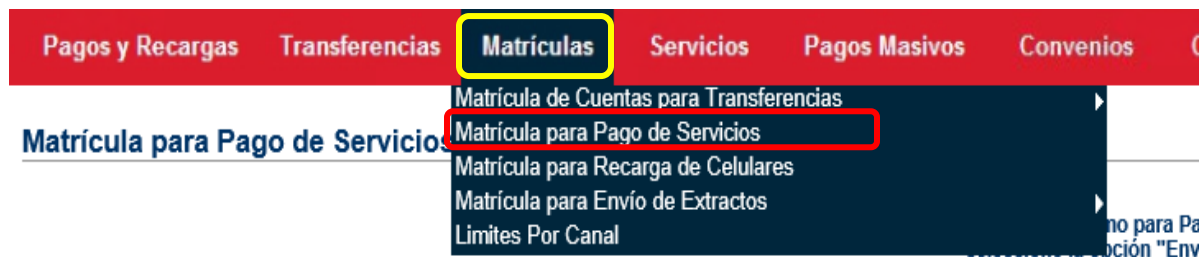 Pagos y Recargas Transferencias Matrículas Servicios Pagos Masivos Convenios
Matrícula de Cuentas para Transferencias
Matrícula para Pago de Servicios
Matrícula para Pago de Servicios
Matrícula para Recarga de Celulares
Matrícula para Envío de Extractos
para
Limites Por Canal